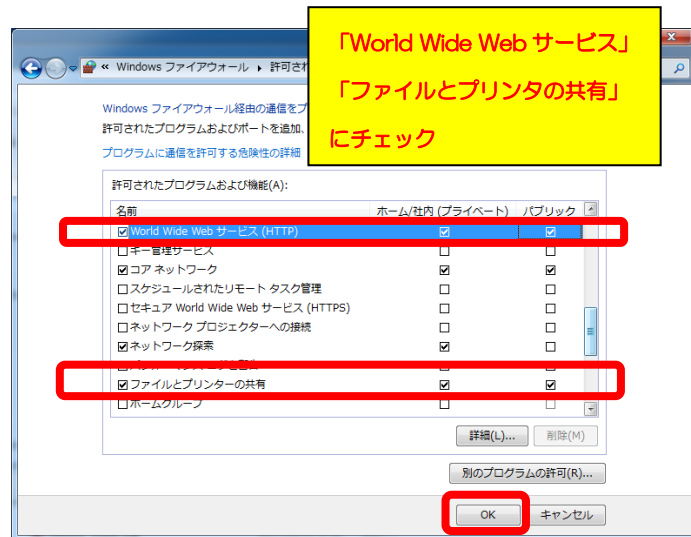 「World Wide Web サービス」
「ファイルとプリンタの共有」
にチェック
« Windows ファイアウォール ▸ 許可され
Windows ファイアウォール経由の通信をプ
許可されたプログラムおよびポートを追加、
プログラムに通信を許可する危険性の詳細
許可されたプログラムおよび機能(A):
名前 ホーム/社内 (プライベート) パブリック
World Wide Web サービス (HTTP)
キー管理サービス
コア ネットワーク
スケジュールされたリモート タスク管理
セキュア World Wide Web サービス (HTTPS)
ネットワーク プロジェクターへの接続
ネットワーク探索
ファイルとプリンターの共有
ホームグループ
詳細(L)... 削除(M)
別のプログラムの許可(R)...
OK キャンセル